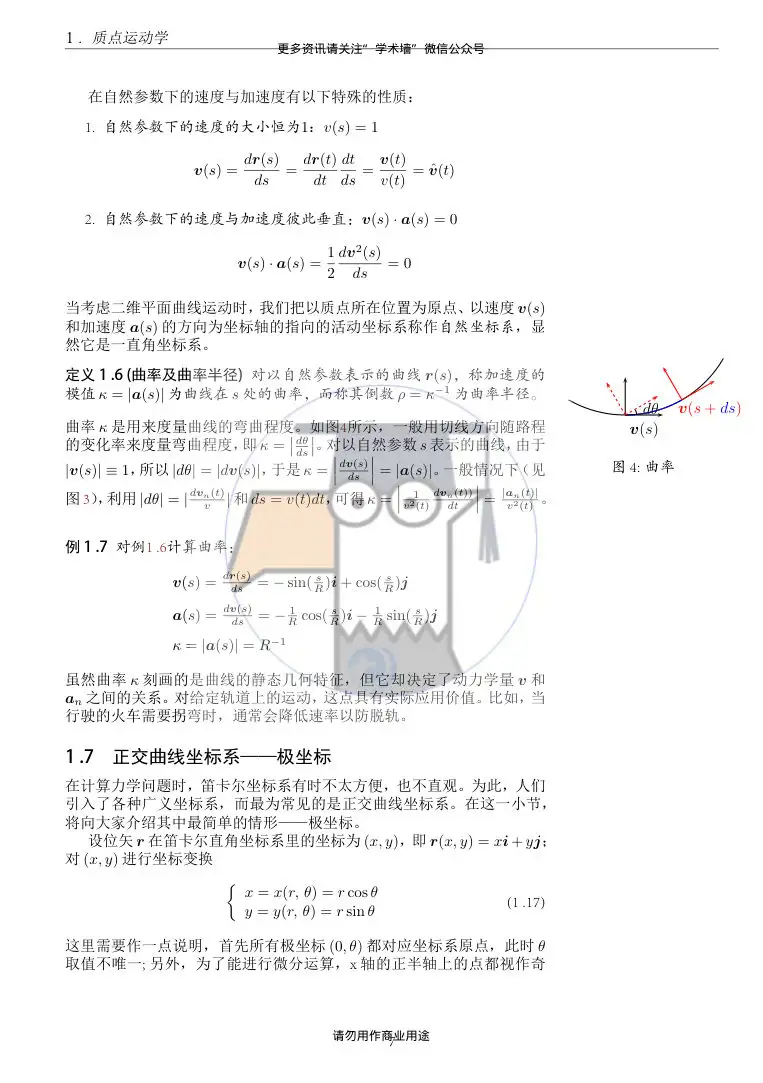 1 . 质点运动学
更多资讯请关注“学术墙”微信公众号
在自然参数下的速度与加速度有以下特殊的性质：
1. 自然参数下的速度的大小恒为1：v(s) = 1
v(s) = dr(s)/ds = dr(t)/dt dt/ds = v(t)/v(t) = v̂(t)
2. 自然参数下的速度与加速度彼此垂直：v(s) · a(s) = 0
v(s) · a(s) = 1/2 dv²(s)/ds = 0
当考虑二维平面曲线运动时，我们把以质点所在位置为原点、以速度 v(s)
和加速度 a(s) 的方向为坐标轴的指向的活动坐标系称作自然坐标系，显
然它是一直角坐标系。
定义 1 .6 (曲率及曲率半径) 对以自然参数表示的曲线 r(s)，称加速度的
模值 κ = |a(s)| 为曲线在 s 处的曲率，而称其倒数 ρ = κ⁻¹ 为曲率半径。
曲率 κ 是用来度量曲线的弯曲程度。如图4所示，一般用切线方向随路程
的变化率来度量弯曲程度，即 κ = |dθ/ds|。对以自然参数 s 表示的曲线，由于
|v(s)| ≡ 1，所以 |dθ| = |dv(s)|，于是 κ = |dv(s)/ds| = |a(s)|。一般情况下（见
图3），利用 |dθ| = |dvₙ(t)/v| 和 ds = v(t)dt，可得 κ = |1/v²(t) dvₙ(t))/dt| = |aₙ(t)|/v²(t) 。
dθ
v(s + ds)
v(s)
图 4: 曲率
例 1 .7 对例1 .6计算曲率：
v(s) = dr(s)/ds = − sin(s/R)i + cos(s/R)j
a(s) = dv(s)/ds = −1/R cos(s/R)i − 1/R sin(s/R)j
κ = |a(s)| = R⁻¹
虽然曲率 κ 刻画的是曲线的静态几何特征，但它却决定了动力学量 v 和
aₙ 之间的关系。对给定轨道上的运动，这点具有实际应用价值。比如，当
行驶的火车需要拐弯时，通常会降低速率以防脱轨。
1 .7 正交曲线坐标系——极坐标
在计算力学问题时，笛卡尔坐标系有时不太方便，也不直观。为此，人们
引入了各种广义坐标系，而最为常见的是正交曲线坐标系。在这一小节，
将向大家介绍其中最简单的情形——极坐标。
设位矢 r 在笛卡尔直角坐标系里的坐标为 (x, y)，即 r(x, y) = xi + yj；
对 (x, y) 进行坐标变换
{ x = x(r, θ) = r cos θ
y = y(r, θ) = r sin θ
(1 .17)
这里需要作一点说明，首先所有极坐标 (0, θ) 都对应坐标系原点，此时 θ
取值不唯一; 另外，为了能进行微分运算，x 轴的正半轴上的点都视作奇
请勿用作商业用途
7